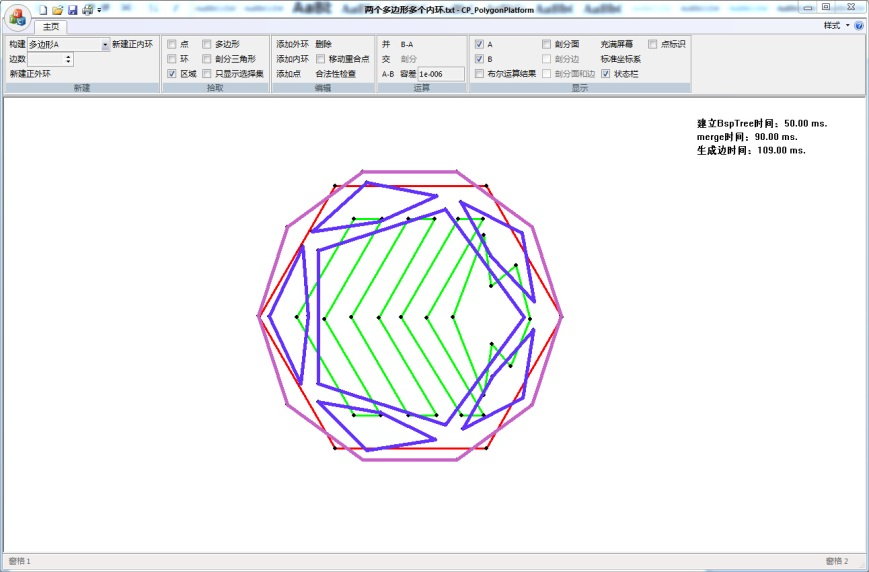 两个多边形多个内环.txt - CP_PolygonPlatform
主页
样式
构建 多边形A 新建正内环
边数
新建正外环
新建
点 多边形
环 剖分三角形
区域 只显示选择集
拾取
添加外环 删除
添加内环 移动重合点
添加点 合法性检查
编辑
并 B-A
交 剖分
A-B 容差 1e-006
运算
A 剖分面 充满屏幕 点标识
B 剖分边 标准坐标系
布尔运算结果 剖分面和边 状态栏
显示
建立BspTree时间：50.00 ms.
merge时间：90.00 ms.
生成边时间：109.00 ms.
窗格 1
窗格 2